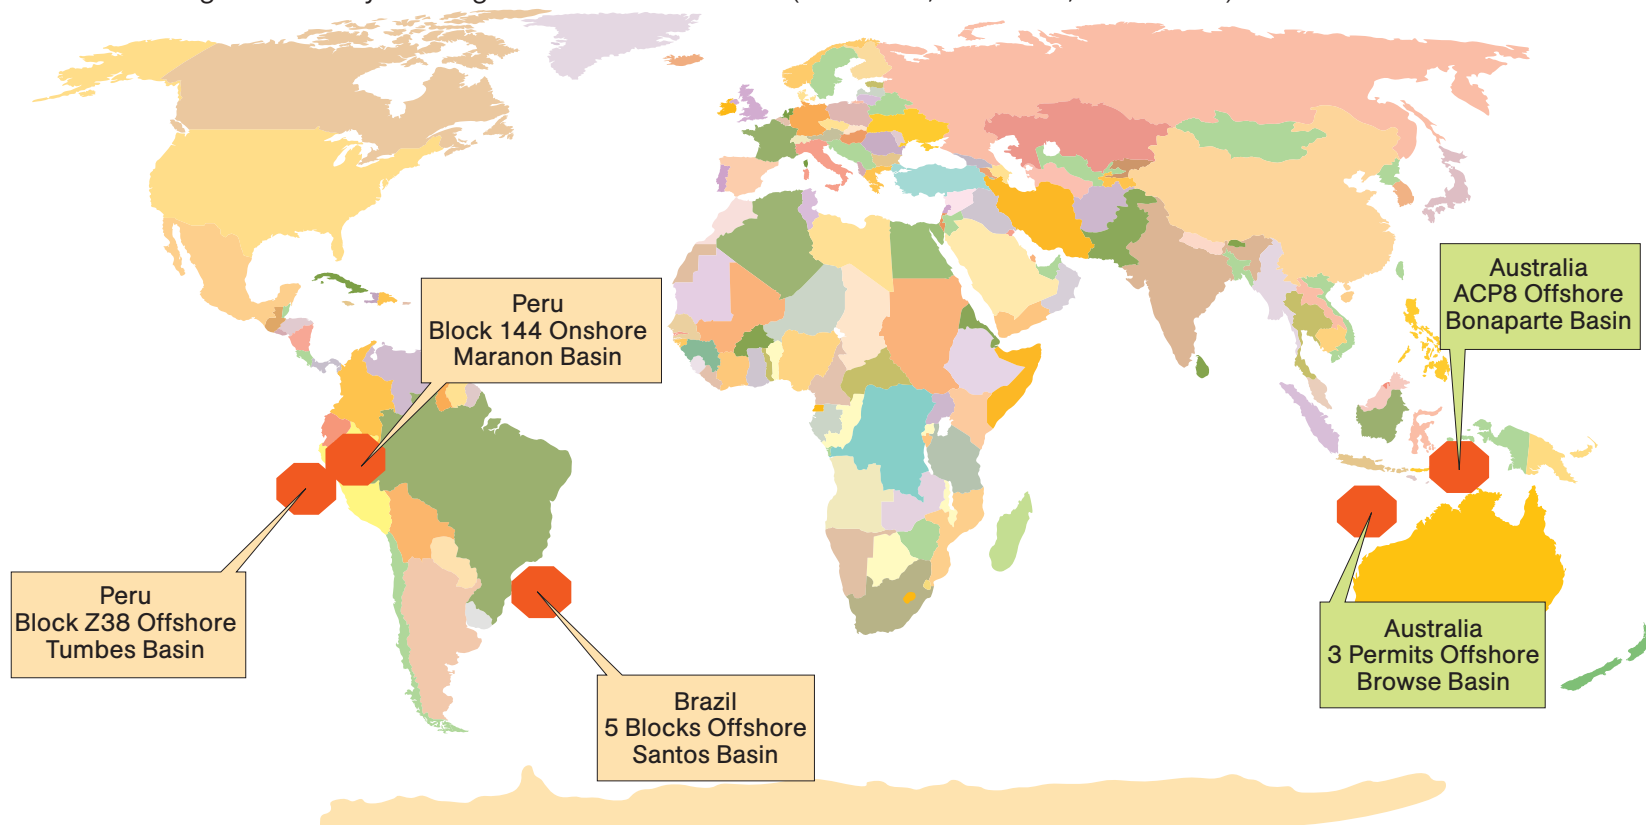 Peru
Block 144 Onshore
Maranon Basin
Australia
ACP8 Offshore
Bonaparte Basin
Peru
Block Z38 Offshore
Tumbes Basin
Brazil
5 Blocks Offshore
Santos Basin
Australia
3 Permits Offshore
Browse Basin